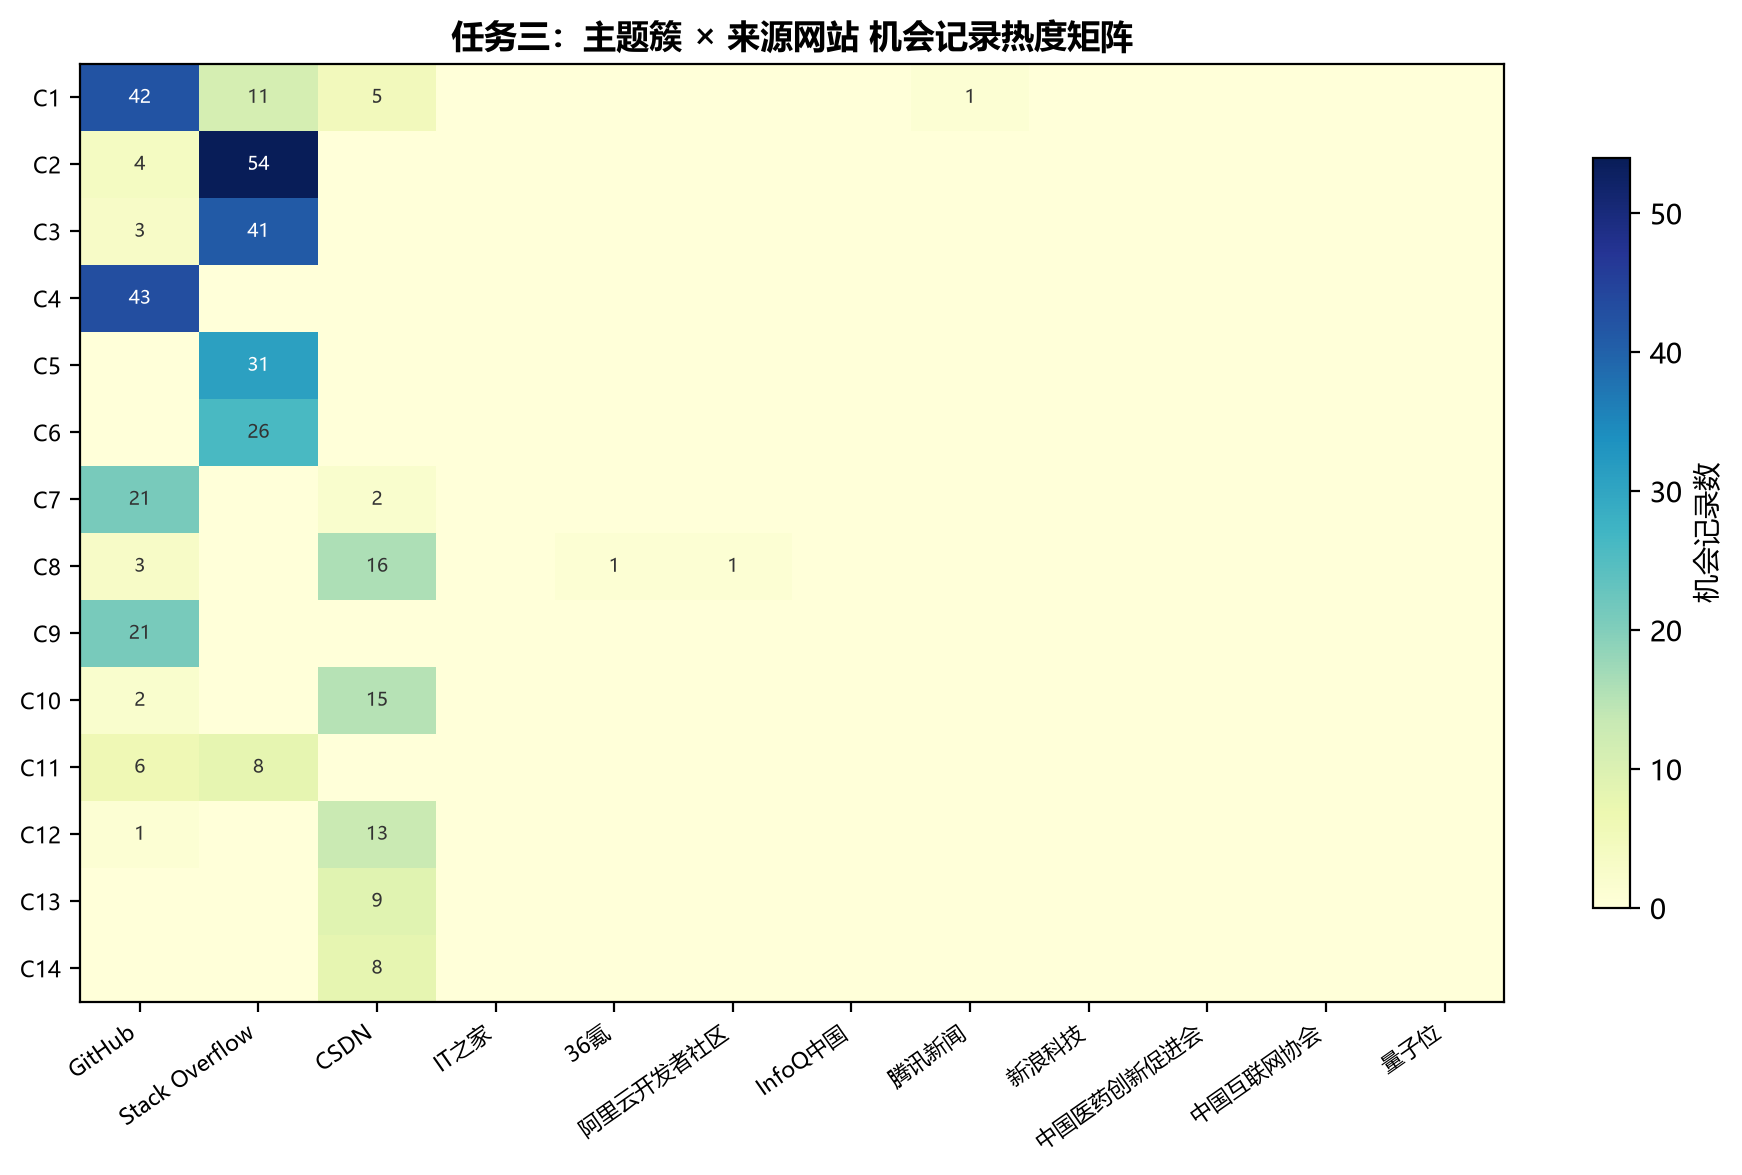 任务三：主题簇 × 来源网站 机会记录热度矩阵
C1 42 11 5 1
C2 4 54
C3 3 41
C4 43
C5 31
C6 26
C7 21 2
C8 3 16 1 1
C9 21
C10 2 15
C11 6 8
C12 1 13
C13 9
C14 8
GitHub
Stack Overflow
CSDN
IT之家
36氪
阿里云开发者社区
InfoQ中国
腾讯新闻
新浪科技
中国医药创新促进会
中国互联网协会
量子位
50
40
30
20
10
0
机会记录数